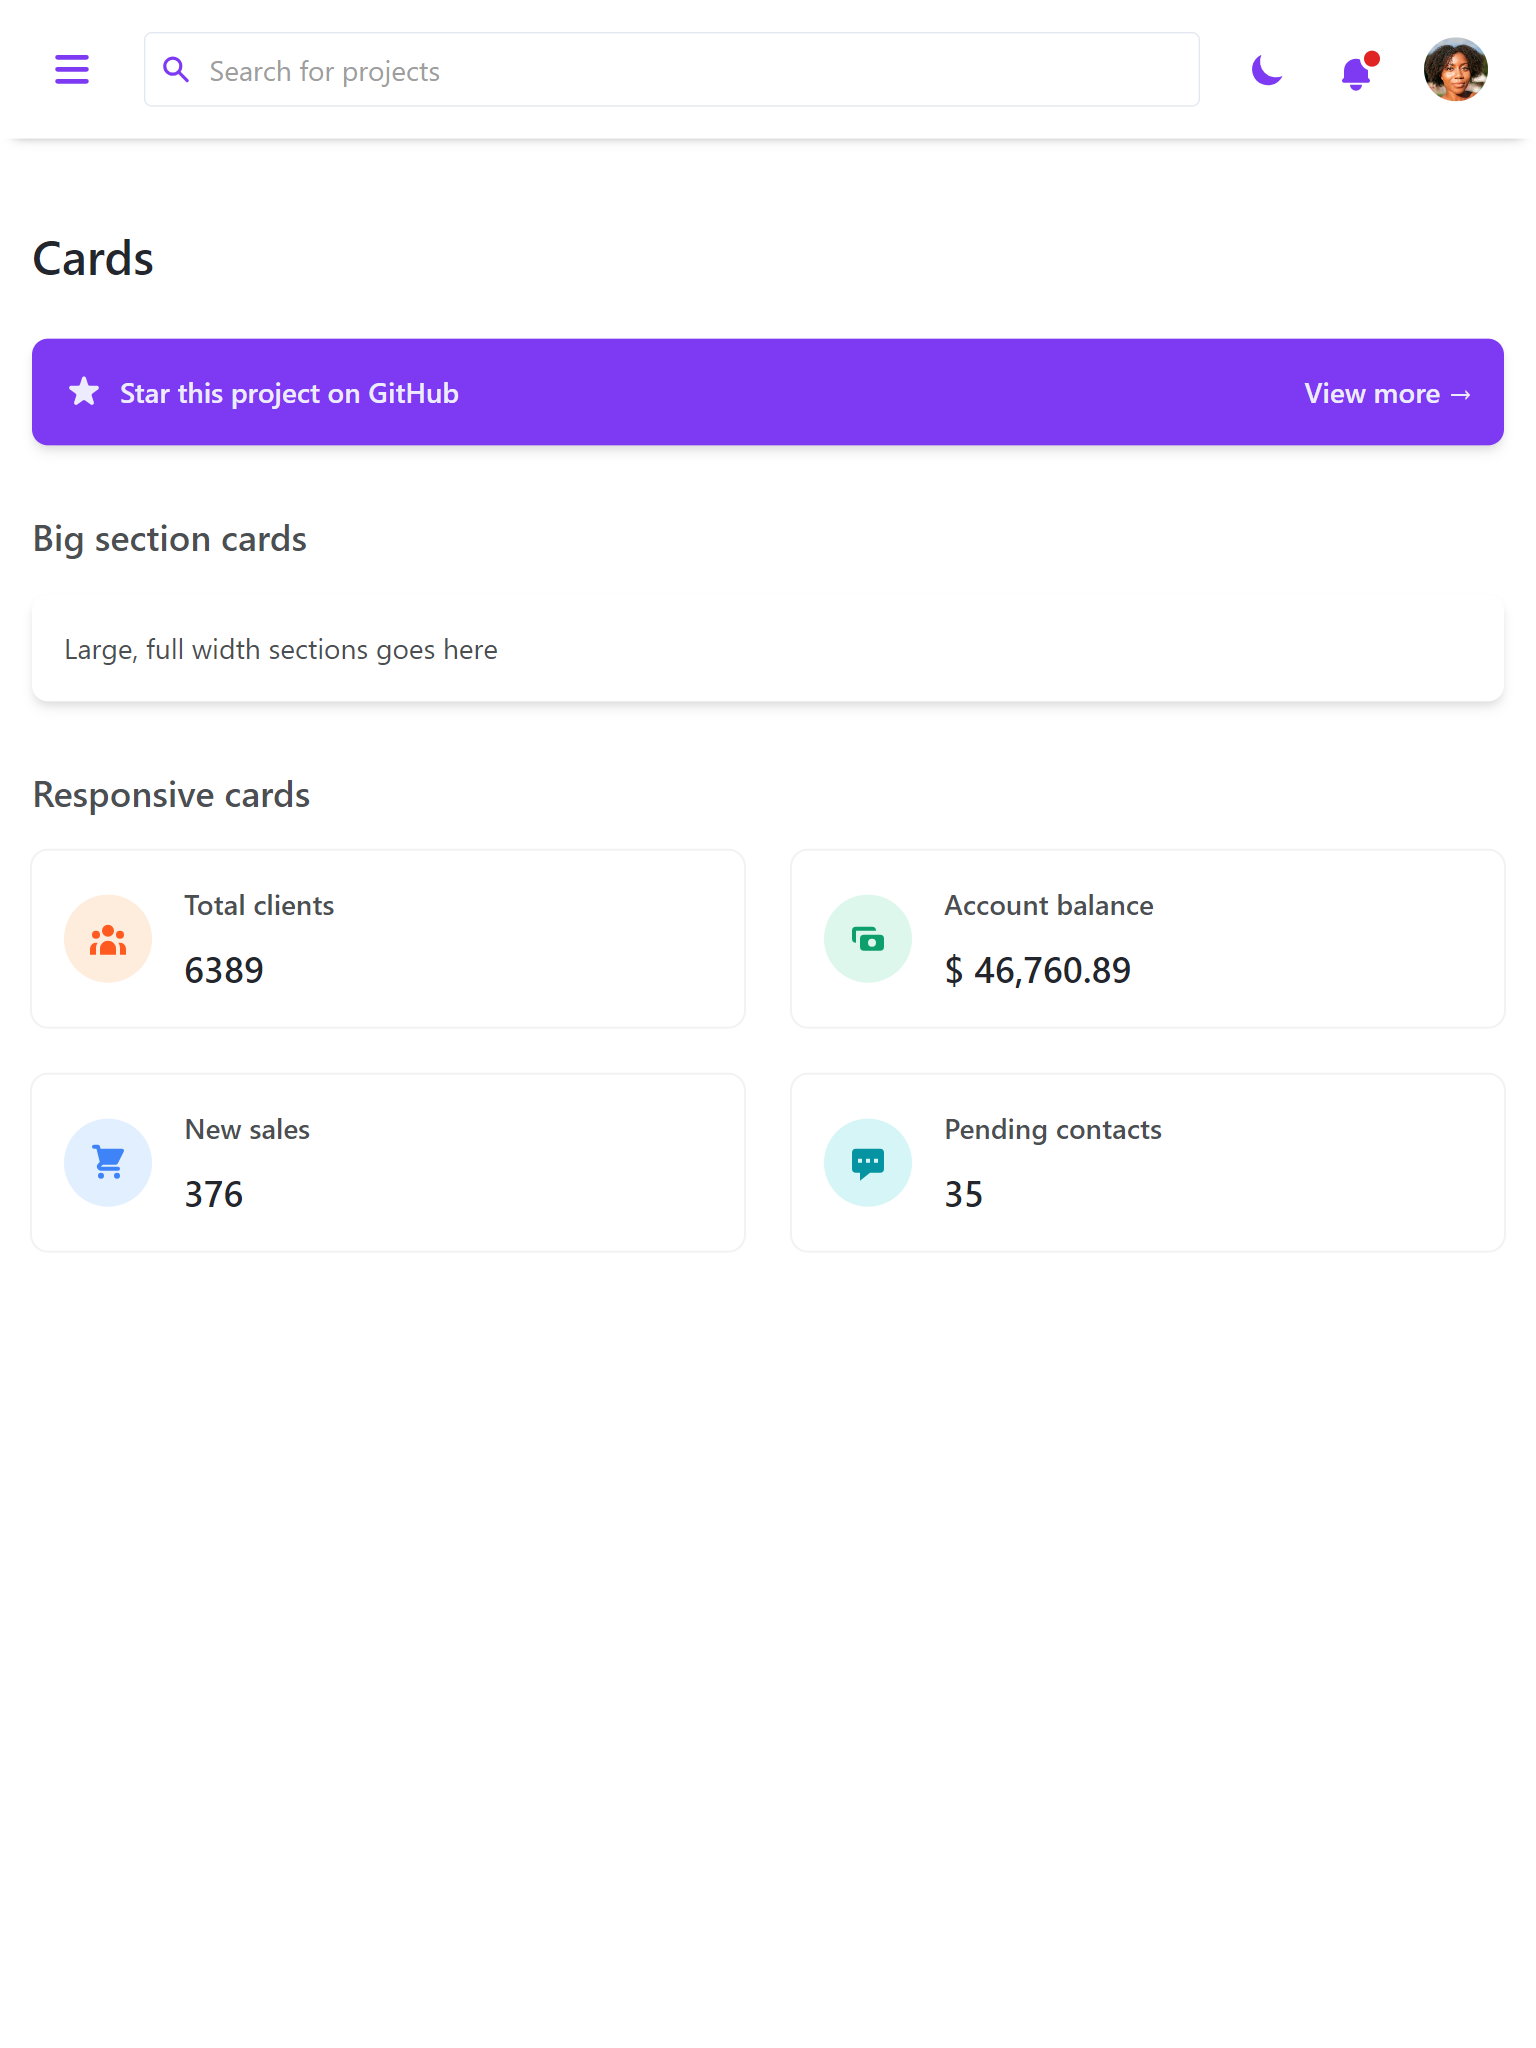 Search for projects
Cards
Star this project on GitHub
View more →
Big section cards
Large, full width sections goes here
Responsive cards
Total clients
6389
Account balance
$ 46,760.89
New sales
376
Pending contacts
35